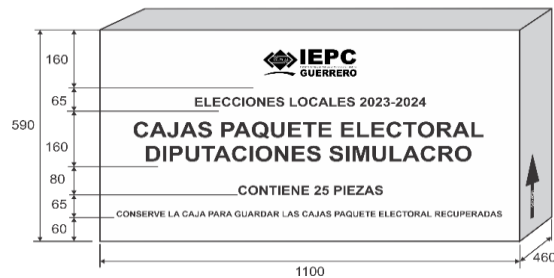 IEPC
GUERRERO
ELECCIONES LOCALES 2023-2024
CAJAS PAQUETE ELECTORAL
DIPUTACIONES SIMULACRO
CONTIENE 25 PIEZAS
CONSERVE LA CAJA PARA GUARDAR LAS CAJAS PAQUETE ELECTORAL RECUPERADAS
590
160
65
160
80
65
60
1100
460